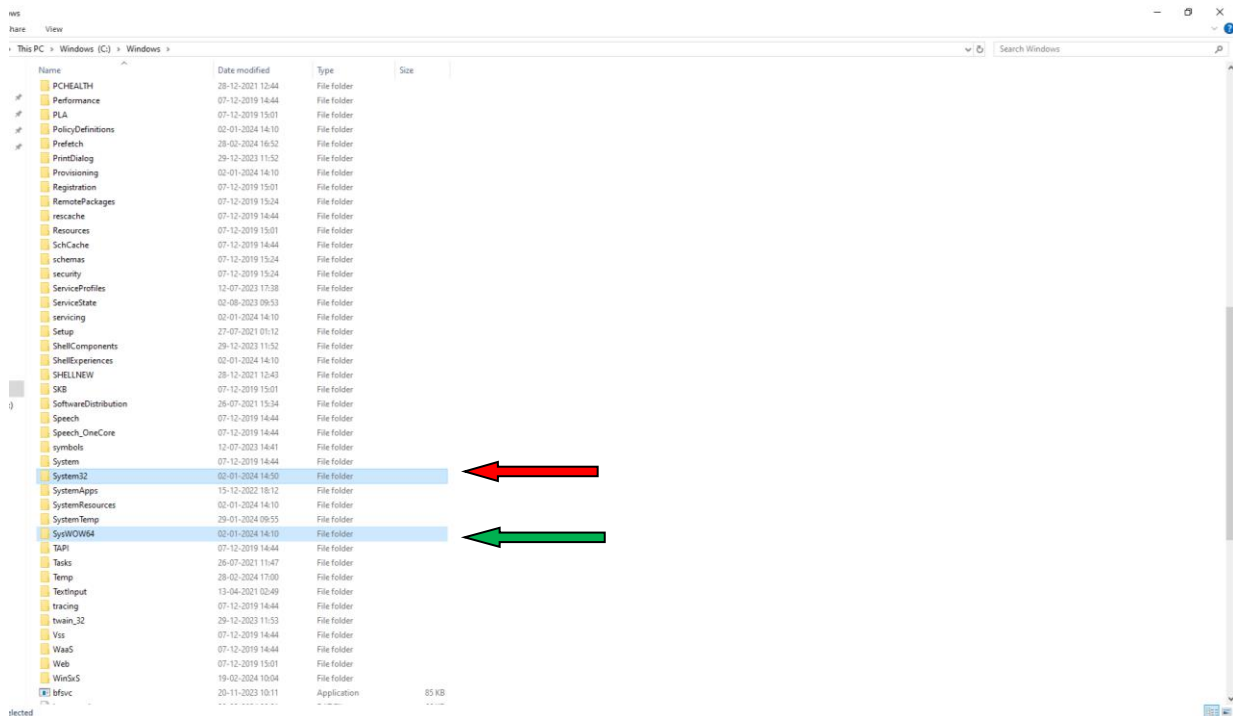 Share View
This PC > Windows (C:) > Windows > Search Windows
Name Date modified Type Size
PCHEALTH 28-12-2021 12:44 File folder
Performance 07-12-2019 14:44 File folder
PLA 07-12-2019 15:01 File folder
PolicyDefinitions 02-01-2024 14:10 File folder
Prefetch 28-02-2024 16:52 File folder
PrintDialog 29-12-2023 11:52 File folder
Provisioning 02-01-2024 14:10 File folder
Registration 07-12-2019 15:01 File folder
RemotePackages 07-12-2019 15:24 File folder
rescache 07-12-2019 14:44 File folder
Resources 07-12-2019 15:01 File folder
SchCache 07-12-2019 14:44 File folder
schemas 07-12-2019 15:24 File folder
security 07-12-2019 15:24 File folder
ServiceProfiles 12-07-2023 17:38 File folder
ServiceState 02-08-2023 09:53 File folder
servicing 02-01-2024 14:10 File folder
Setup 27-07-2021 01:12 File folder
ShellComponents 29-12-2023 11:52 File folder
ShellExperiences 02-01-2024 14:10 File folder
SHELLNEW 28-12-2021 12:43 File folder
SKB 07-12-2019 15:01 File folder
SoftwareDistribution 26-07-2021 15:34 File folder
Speech 07-12-2019 14:44 File folder
Speech_OneCore 07-12-2019 14:44 File folder
symbols 12-07-2023 14:41 File folder
System 07-12-2019 14:44 File folder
System32 02-01-2024 14:50 File folder
SystemApps 15-12-2022 18:12 File folder
SystemResources 02-01-2024 14:10 File folder
SystemTemp 29-01-2024 09:55 File folder
SysWOW64 02-01-2024 14:10 File folder
TAPI 07-12-2019 14:44 File folder
Tasks 26-07-2021 11:47 File folder
Temp 28-02-2024 17:00 File folder
TextInput 13-04-2021 02:49 File folder
tracing 07-12-2019 14:44 File folder
twain_32 29-12-2023 11:53 File folder
Vss 07-12-2019 14:44 File folder
WaaS 07-12-2019 14:44 File folder
Web 07-12-2019 15:01 File folder
WinSxS 19-02-2024 10:04 File folder
bfsvc 20-11-2023 10:11 Application 85 KB